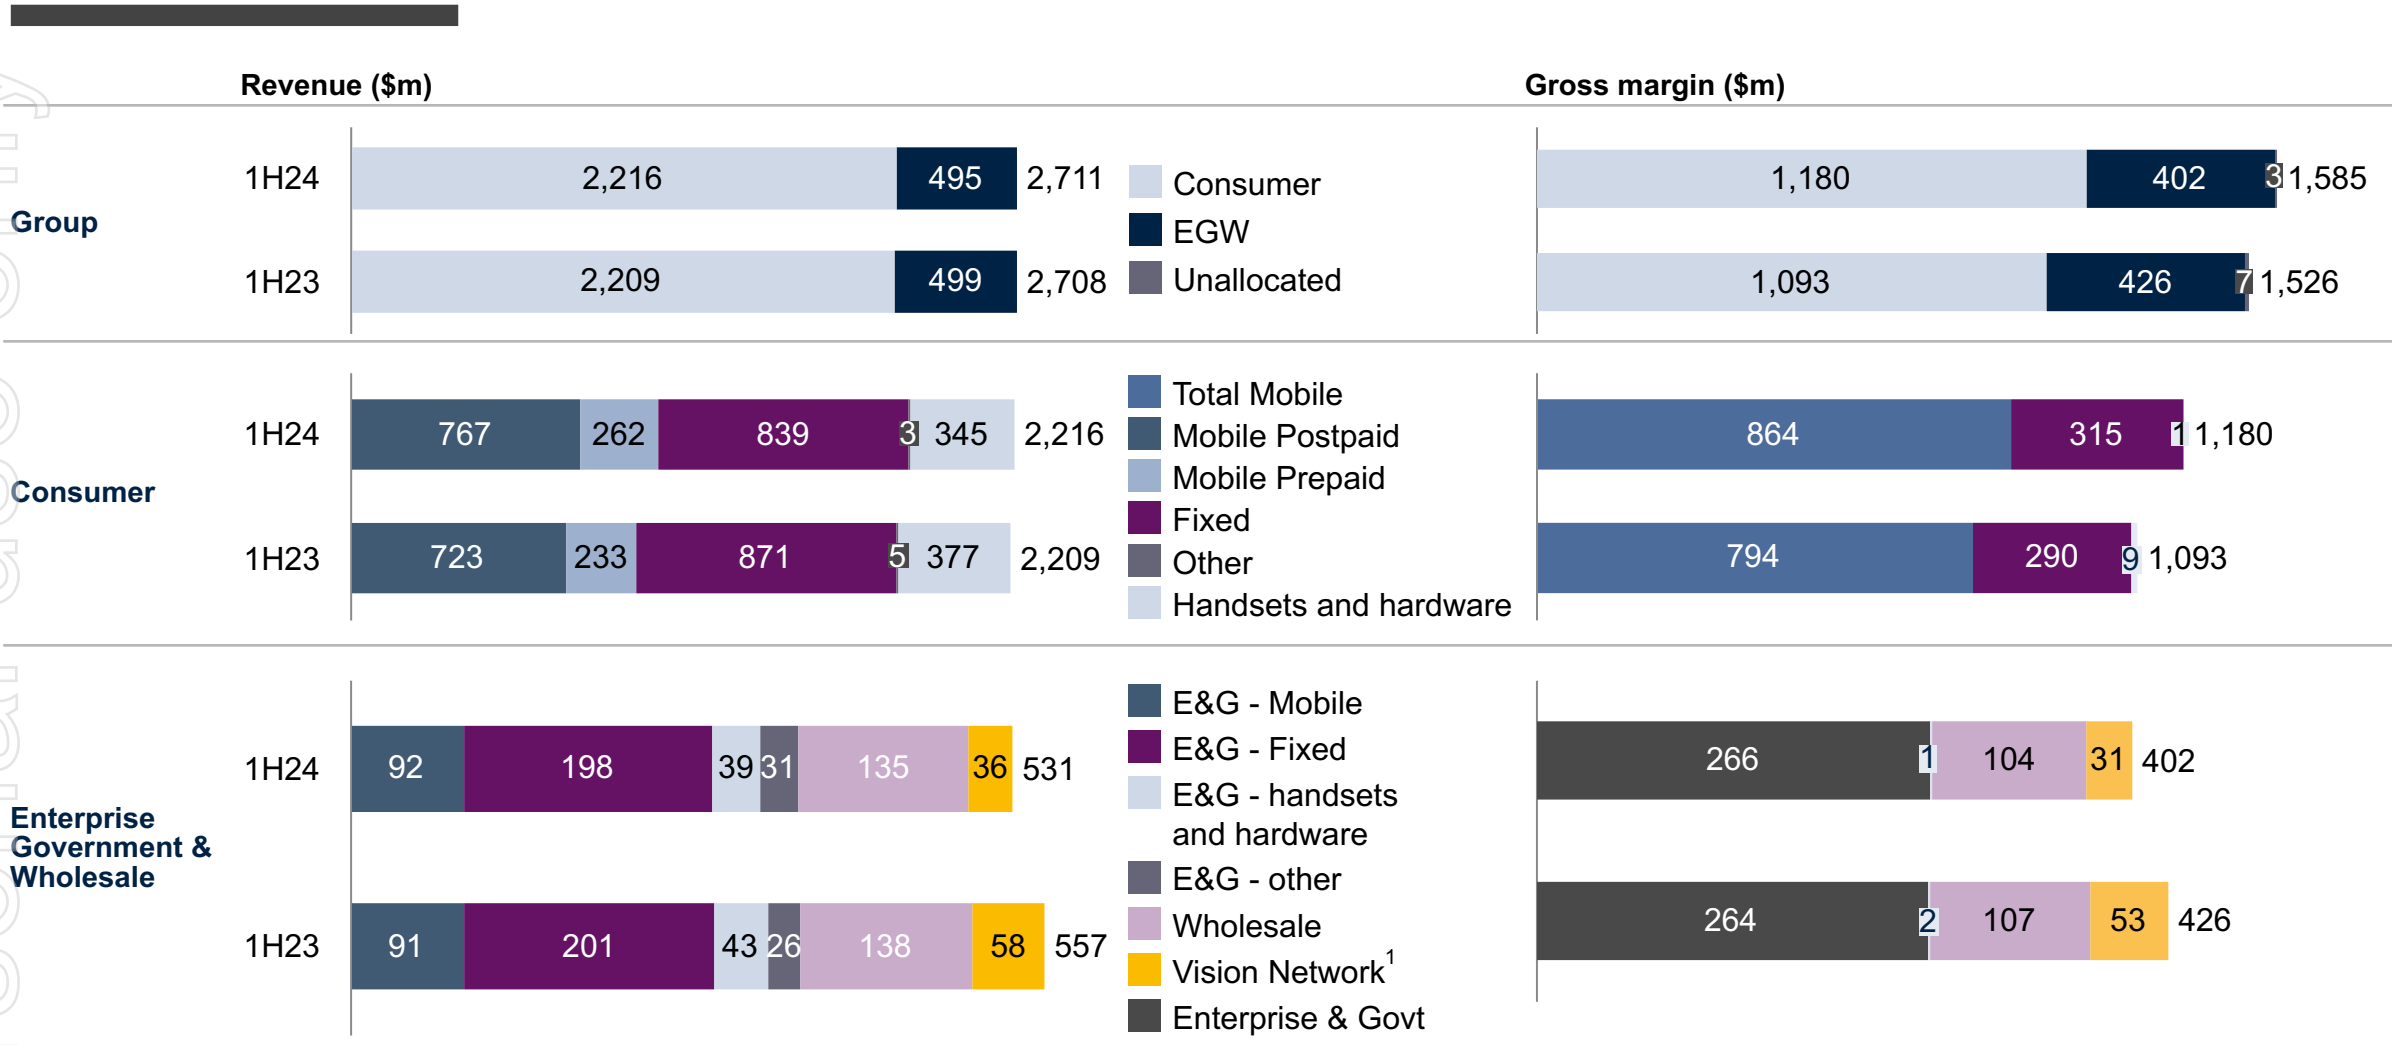 Revenue ($m)
Gross margin ($m)
Group
1H24
2,216
495
2,711
1H23
2,209
499
2,708
Consumer
EGW
Unallocated
1,180
402
3
1,585
1,093
426
7
1,526
Consumer
1H24
767
262
839
3
345
2,216
1H23
723
233
871
5
377
2,209
Total Mobile
Mobile Postpaid
Mobile Prepaid
Fixed
Other
Handsets and hardware
864
315
1
1,180
794
290
9
1,093
Enterprise
Government &
Wholesale
1H24
92
198
39
31
135
36
531
1H23
91
201
43
26
138
58
557
E&G - Mobile
E&G - Fixed
E&G - handsets
and hardware
E&G - other
Wholesale
Vision Network1
Enterprise & Govt
266
1
104
31
402
264
2
107
53
426